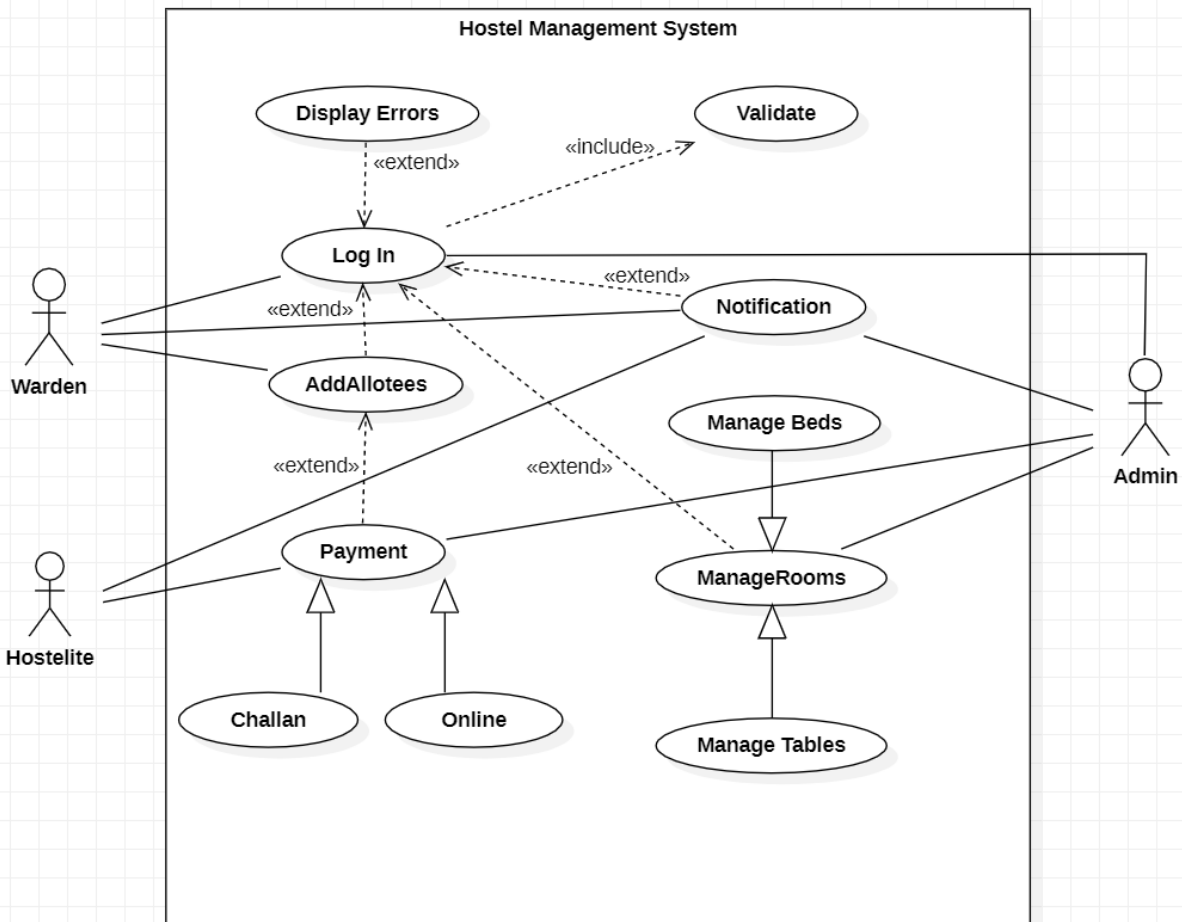 Hostel Management System
Display Errors
Validate
«include»
«extend»
Log In
«extend»
Notification
«extend»
Warden
AddAllotees
Manage Beds
«extend»
«extend»
Admin
Payment
ManageRooms
Hostelite
Challan
Online
Manage Tables